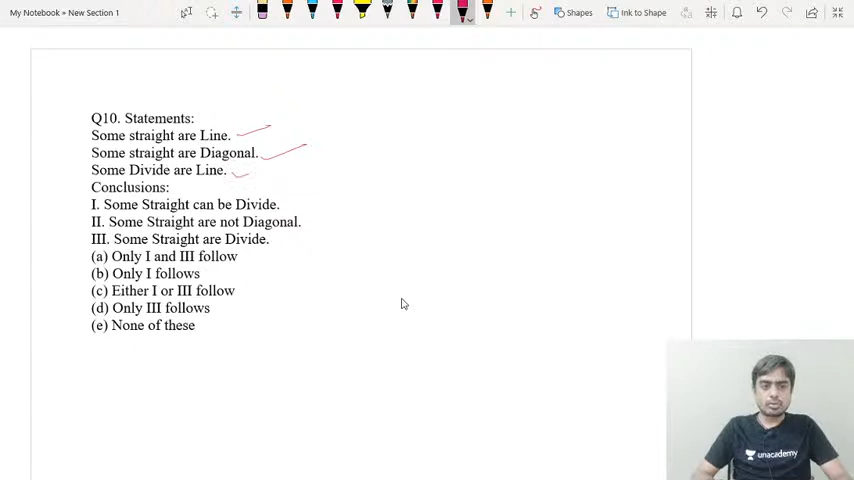 My Notebook » New Section 1
Shapes
Ink to Shape
Q10. Statements:
Some straight are Line.
Some straight are Diagonal.
Some Divide are Line.
Conclusions:
I. Some Straight can be Divide.
II. Some Straight are not Diagonal.
III. Some Straight are Divide.
(a) Only I and III follow
(b) Only I follows
(c) Either I or III follow
(d) Only III follows
(e) None of these
unacademy